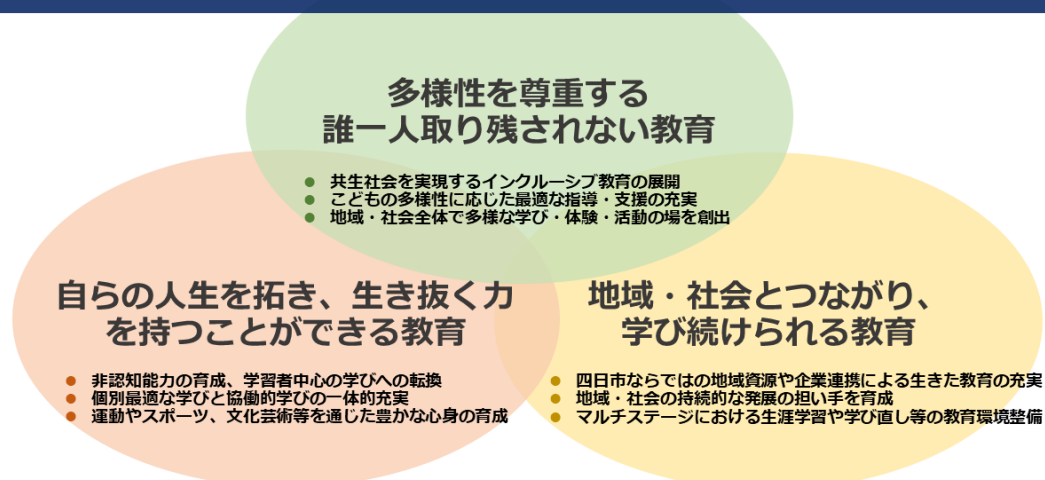 多様性を尊重する
誰一人取り残されない教育
● 共生社会を実現するインクルーシブ教育の展開
● こどもの多様性に応じた最適な指導・支援の充実
● 地域・社会全体で多様な学び・体験・活動の場を創出
自らの人生を拓き、生き抜く力
を持つことができる教育
● 非認知能力の育成、学習者中心の学びへの転換
● 個別最適な学びと協働的学びの一体的充実
● 運動やスポーツ、文化芸術等を通じた豊かな心身の育成
地域・社会とつながり、
学び続けられる教育
● 四日市ならではの地域資源や企業連携による生きた教育の充実
● 地域・社会の持続的な発展の担い手を育成
● マルチステージにおける生涯学習や学び直し等の教育環境整備